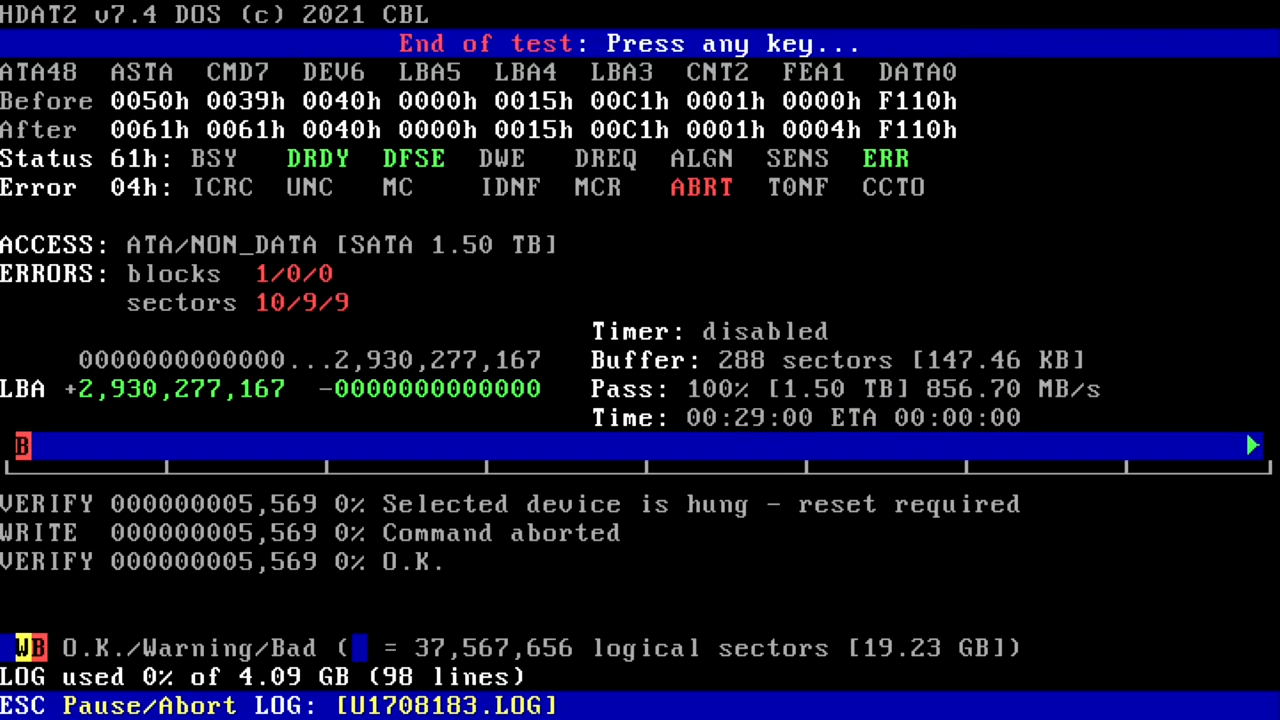 HDAT2 v7.4 DOS (c) 2021 CBL
End of test: Press any key...
ATA48 ASTA CMD7 DEV6 LBA5 LBA4 LBA3 CNT2 FEA1 DATA0
Before 0050h 0039h 0040h 0000h 0015h 00C1h 0001h 0000h F110h
After 0061h 0061h 0040h 0000h 0015h 00C1h 0001h 0004h F110h
Status 61h: BSY DRDY DFSE DWE DREQ ALGN SENS ERR
Error 04h: ICRC UNC MC IDNF MCR ABRT T0NF CCTO
ACCESS: ATA/NON_DATA [SATA 1.50 TB]
ERRORS: blocks 1/0/0
sectors 10/9/9
Timer: disabled
0000000000000...2,930,277,167 Buffer: 288 sectors [147.46 KB]
LBA +2,930,277,167 -0000000000000 Pass: 100% [1.50 TB] 856.70 MB/s
Time: 00:29:00 ETA 00:00:00
B
VERIFY 000000005,569 0% Selected device is hung - reset required
WRITE 000000005,569 0% Command aborted
VERIFY 000000005,569 0% O.K.
WB O.K./Warning/Bad ( = 37,567,656 logical sectors [19.23 GB])
LOG used 0% of 4.09 GB (98 lines)
ESC Pause/Abort LOG: [U1708183.LOG]